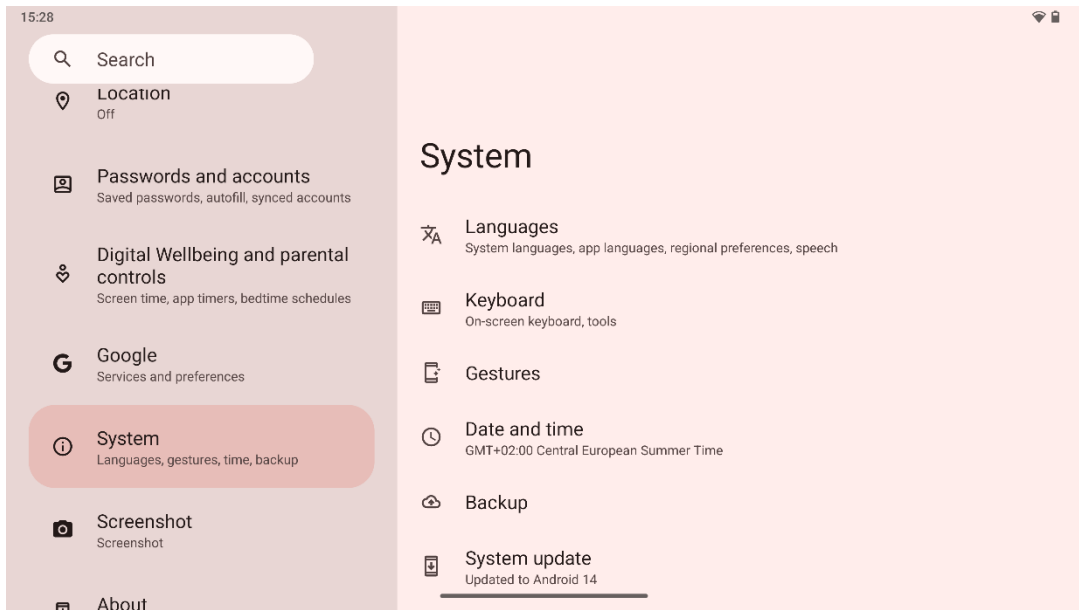 15:28
Search
Location
Off
Passwords and accounts
Saved passwords, autofill, synced accounts
Digital Wellbeing and parental
controls
Screen time, app timers, bedtime schedules
Google
Services and preferences
System
Languages, gestures, time, backup
Screenshot
Screenshot
About
System
Languages
System languages, app languages, regional preferences, speech
Keyboard
On-screen keyboard, tools
Gestures
Date and time
GMT+02:00 Central European Summer Time
Backup
System update
Updated to Android 14